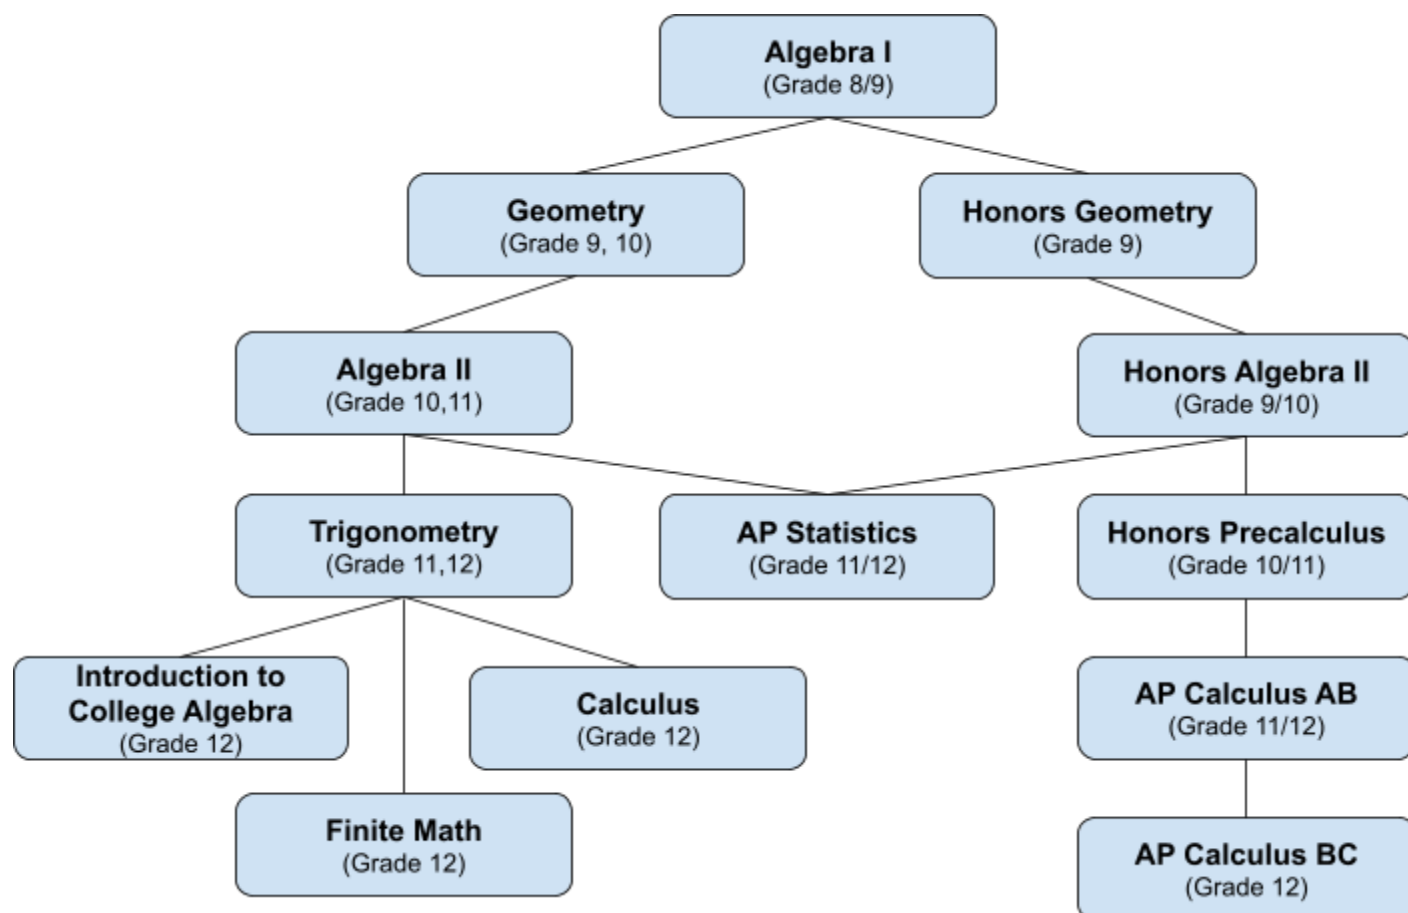 Algebra I
(Grade 8/9)
Geometry
(Grade 9, 10)
Honors Geometry
(Grade 9)
Algebra II
(Grade 10,11)
Honors Algebra II
(Grade 9/10)
Trigonometry
(Grade 11,12)
AP Statistics
(Grade 11/12)
Honors Precalculus
(Grade 10/11)
Introduction to
College Algebra
(Grade 12)
Calculus
(Grade 12)
AP Calculus AB
(Grade 11/12)
Finite Math
(Grade 12)
AP Calculus BC
(Grade 12)